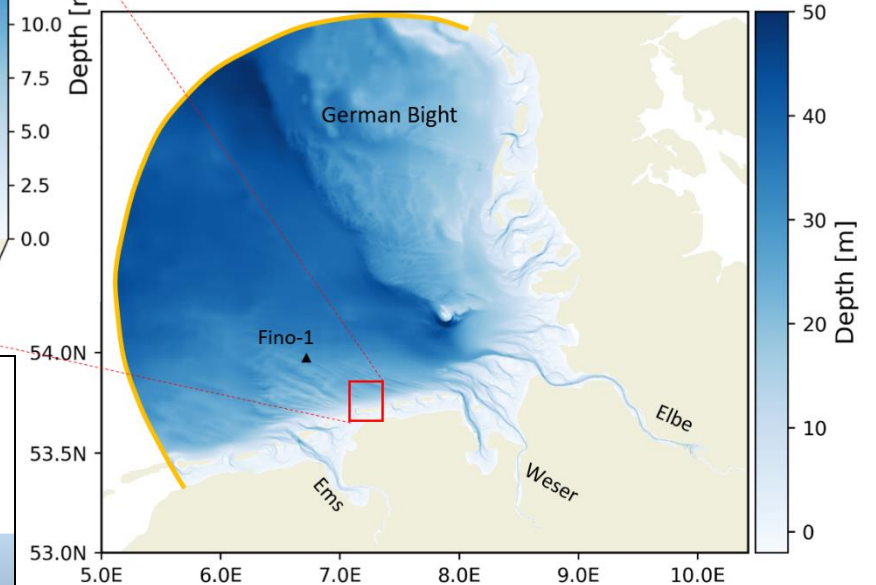 10.0
7.5
5.0
2.5
0.0
German Bight
Fino-1
Ems
Weser
Elbe
54.0N
53.5N
53.0N
5.0E
6.0E
7.0E
8.0E
9.0E
10.0E
50
40
30
20
10
0
Depth [m]